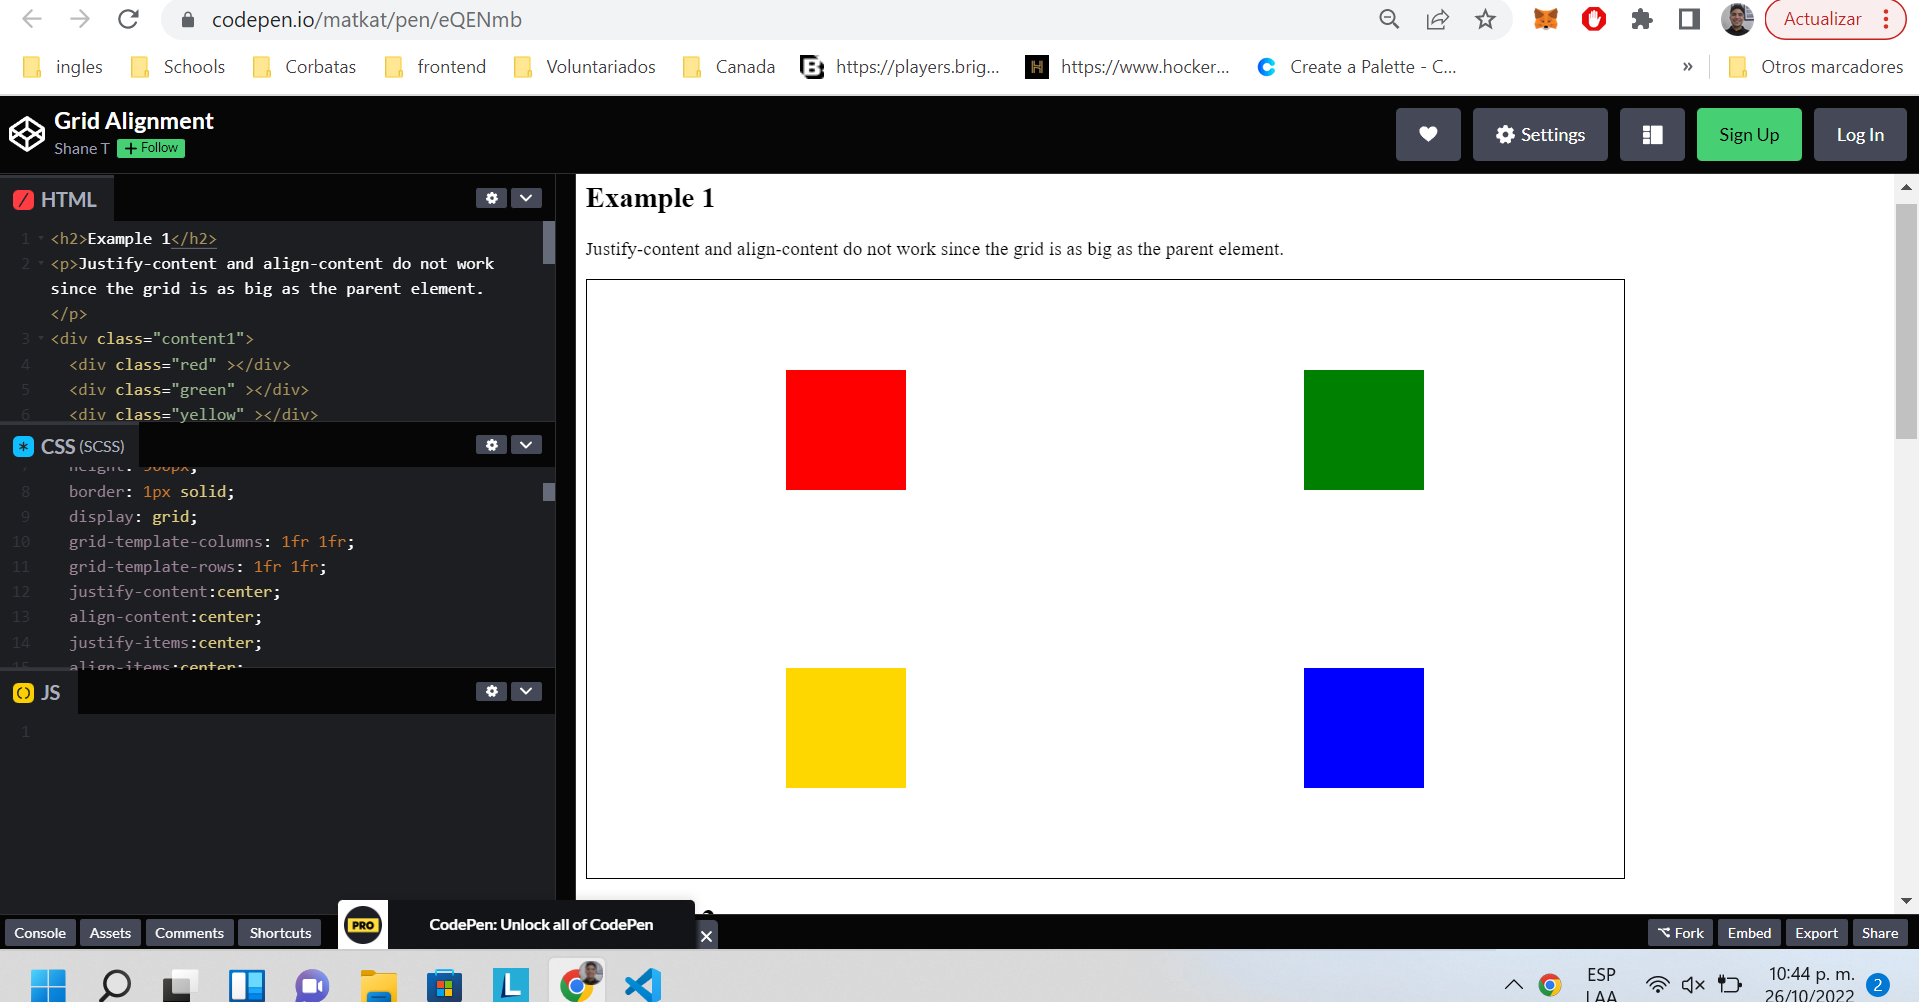 codepen.io/matkat/pen/eQENmb
Actualizar
ingles
Schools
Corbatas
frontend
Voluntariados
Canada
https://players.brig...
https://www.hocker...
Create a Palette - C...
»
Otros marcadores
Grid Alignment
Shane T
+ Follow
Settings
Sign Up
Log In
HTML
1 <h2>Example 1</h2>
2 <p>Justify-content and align-content do not work
since the grid is as big as the parent element.
</p>
3 <div class="content1">
4 <div class="red" ></div>
5 <div class="green" ></div>
6 <div class="yellow" ></div>
CSS (SCSS)
8 border: 1px solid;
9 display: grid;
10 grid-template-columns: 1fr 1fr;
11 grid-template-rows: 1fr 1fr;
12 justify-content:center;
13 align-content:center;
14 justify-items:center;
15 align-items:center;
JS
1
Example 1
Justify-content and align-content do not work since the grid is as big as the parent element.
Console
Assets
Comments
Shortcuts
PRO
CodePen: Unlock all of CodePen
Fork
Embed
Export
Share
ESP
LAA
10:44 p. m.
26/10/2022
2